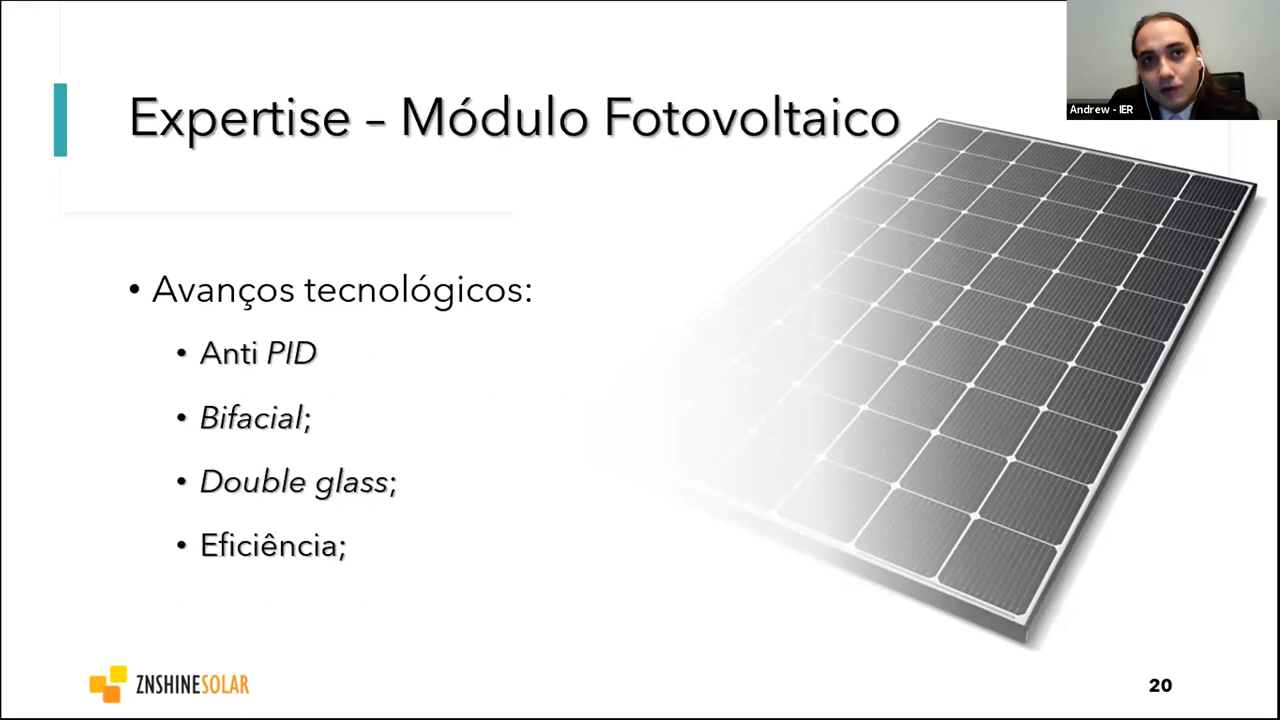 Expertise – Módulo Fotovoltaico
Andrew - IER
• Avanços tecnológicos:
• Anti PID
• Bifacial;
• Double glass;
• Eficiência;
ZNSHINESOLAR
20